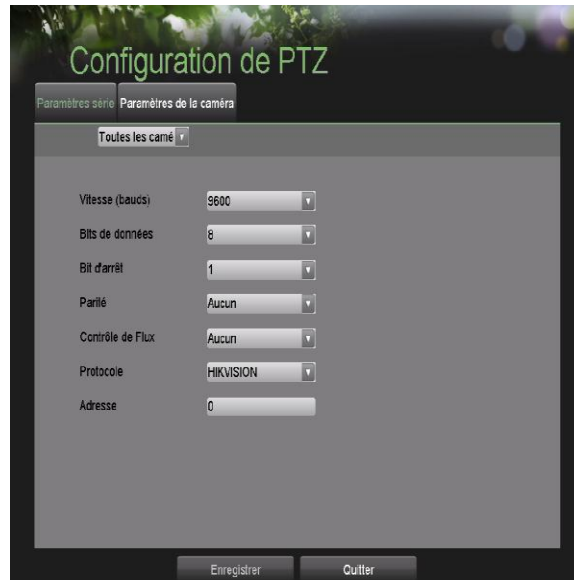 Configuration de PTZ
Paramètres série Paramètres de la caméra
Toutes les camé
Vitesse (bauds) 9600
Bits de données 8
Bit d'arrêt 1
Parité Aucun
Contrôle de Flux Aucun
Protocole HIKVISION
Adresse 0
Enregistrer Quitter